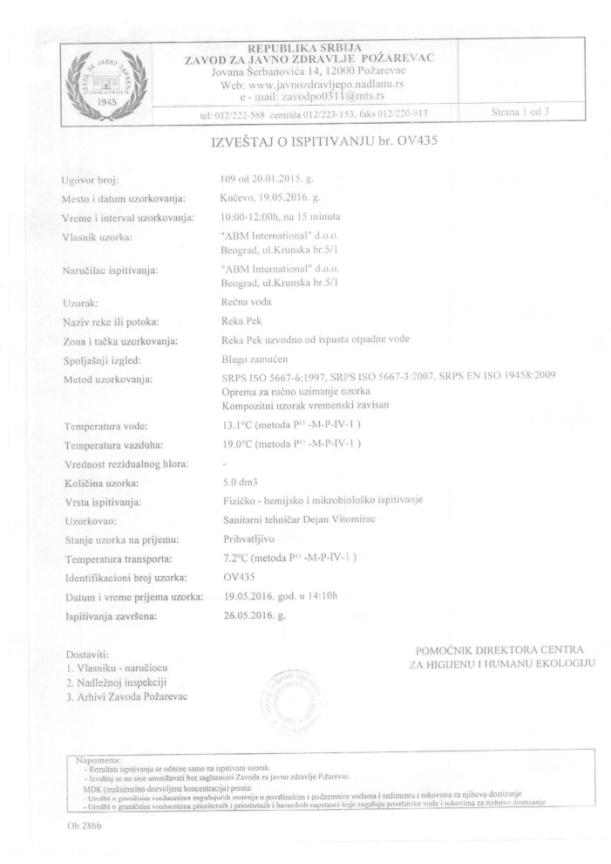 REPUBLIKA SRBIJA
ZAVOD ZA JAVNO ZDRAVLJE POŽAREVAC
Jovana Šerbanovića 14, 12000 Požarevac
Web: www.javnozdravljepo.nadlanu.rs
e - mail: zavodpo0311@mts.rs
1945
tel: 012/222-568 centrala 012/223-153, faks 012/220-913
Strana 1 od 3
IZVEŠTAJ O ISPITIVANJU br. OV435
Ugovor broj: 109 od 20.01.2015. g.
Mesto i datum uzorkovanja: Kučevo, 19.05.2016. g.
Vreme i interval uzorkovanja: 10:00-12:00h, na 15 minuta
Vlasnik uzorka: "ABM International" d.o.o.
Beograd, ul.Krunska br.5/1
Naručilac ispitivanja: "ABM International" d.o.o.
Beograd, ul.Krunska br.5/1
Uzorak: Rečna voda
Naziv reke ili potoka: Reka Pek
Zona i tačka uzorkovanja: Reka Pek uzvodno od ispusta otpadne vode
Spoljašnji izgled: Blago zamućen
Metod uzorkovanja: SRPS ISO 5667-6:1997, SRPS ISO 5667-3:2007, SRPS EN ISO 19458:2009
Oprema za ručno uzimanje uzorka
Kompozitni uzorak vremenski zavisan
Temperatura vode: 13.1°C (metoda P -M-P-IV-1 )
Temperatura vazduha: 19.0°C (metoda P -M-P-IV-1 )
Vrednost rezidualnog hlora: -
Količina uzorka: 5.0 dm3
Vrsta ispitivanja: Fizičko - hemijsko i mikrobiološko ispitivanje
Uzorkovao: Sanitarni tehničar Dejan Vitomirac
Stanje uzorka na prijemu: Prihvatljivo
Temperatura transporta: 7.2°C (metoda P -M-P-IV-1 )
Identifikacioni broj uzorka: OV435
Datum i vreme prijema uzorka: 19.05.2016. god. u 14:10h
Ispitivanja završena: 26.05.2016. g.
Dostaviti:
1. Vlasniku - naručiocu
2. Nadležnoj inspekciji
3. Arhivi Zavoda Požarevac
POMOĆNIK DIREKTORA CENTRA
ZA HIGIJENU I HUMANU EKOLOGIJU
Napomena:
- Rezultati ispitivanja se odnose samo na ispitivani uzorak.
- Izveštaj se ne sme umnožavati bez saglasnosti Zavoda za javno zdravlje Požarevac.
MDK (maksimalno dozvoljena koncentracija) prema:
- Uredbi o graničnim vrednostima zagađujućih materija u površinskim i podzemnim vodama i sedimentu i rokovima za njihovo dostizanje
- Uredbi o graničnim vrednostima prioritetnih i prioritetnih i hazardnih supstanci koje zagađuju površinske vode i rokovima za njihovo dostizanje
Ob 286b